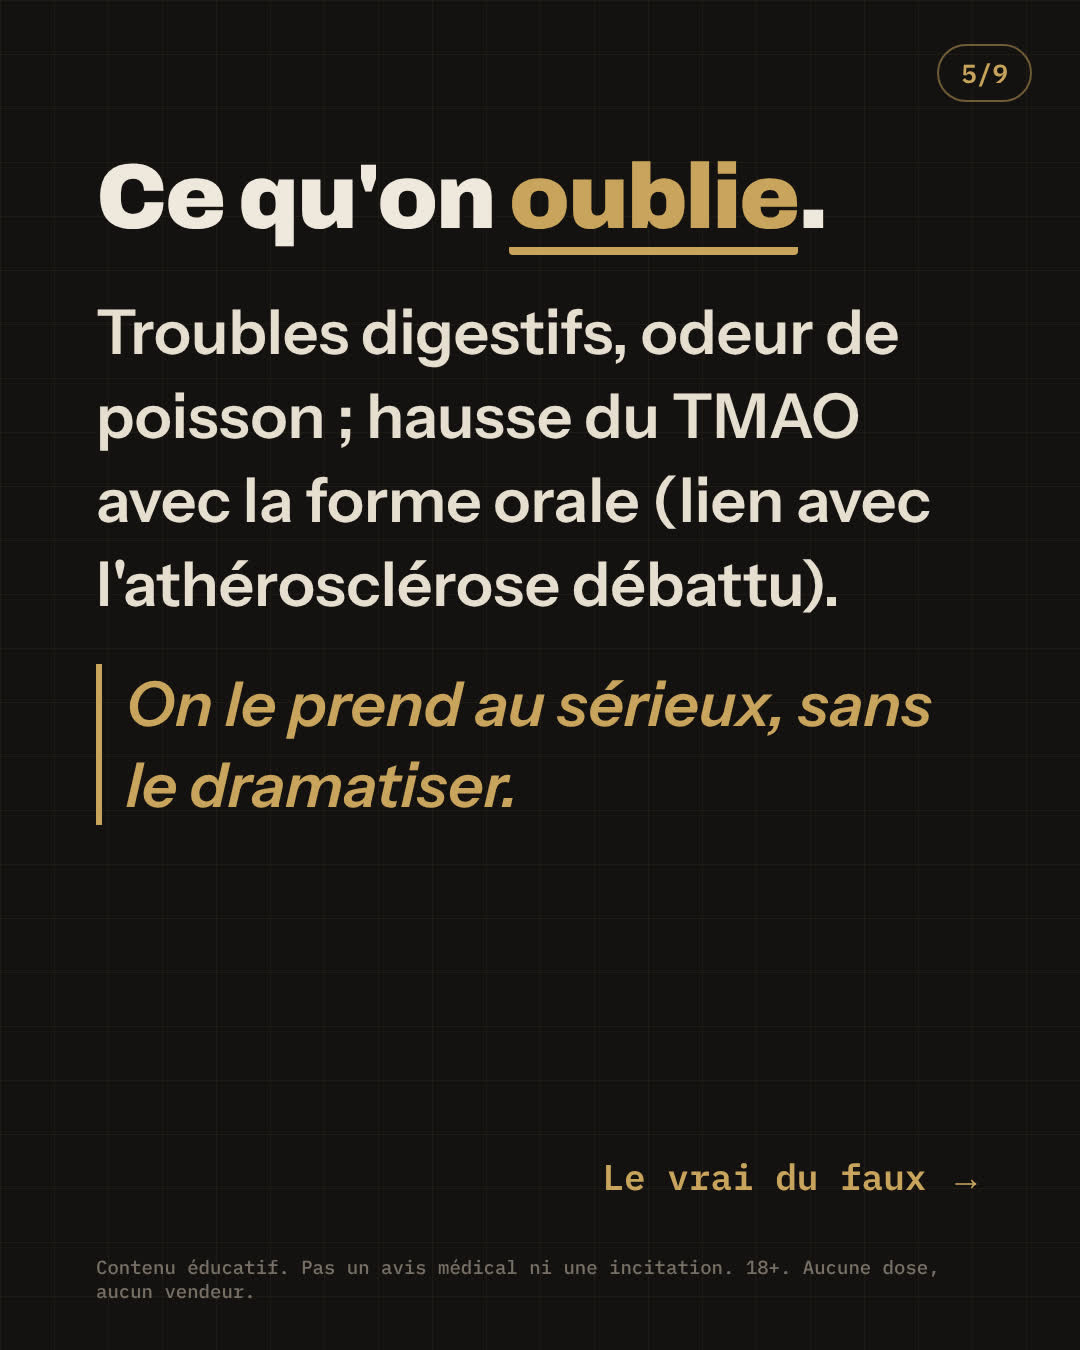 5/9
Ce qu'on oublie.
Troubles digestifs, odeur de
poisson ; hausse du TMAO
avec la forme orale (lien avec
l'athérosclérose débattu).
On le prend au sérieux, sans
le dramatiser.
Le vrai du faux →
Contenu éducatif. Pas un avis médical ni une incitation. 18+. Aucune dose,
aucun vendeur.